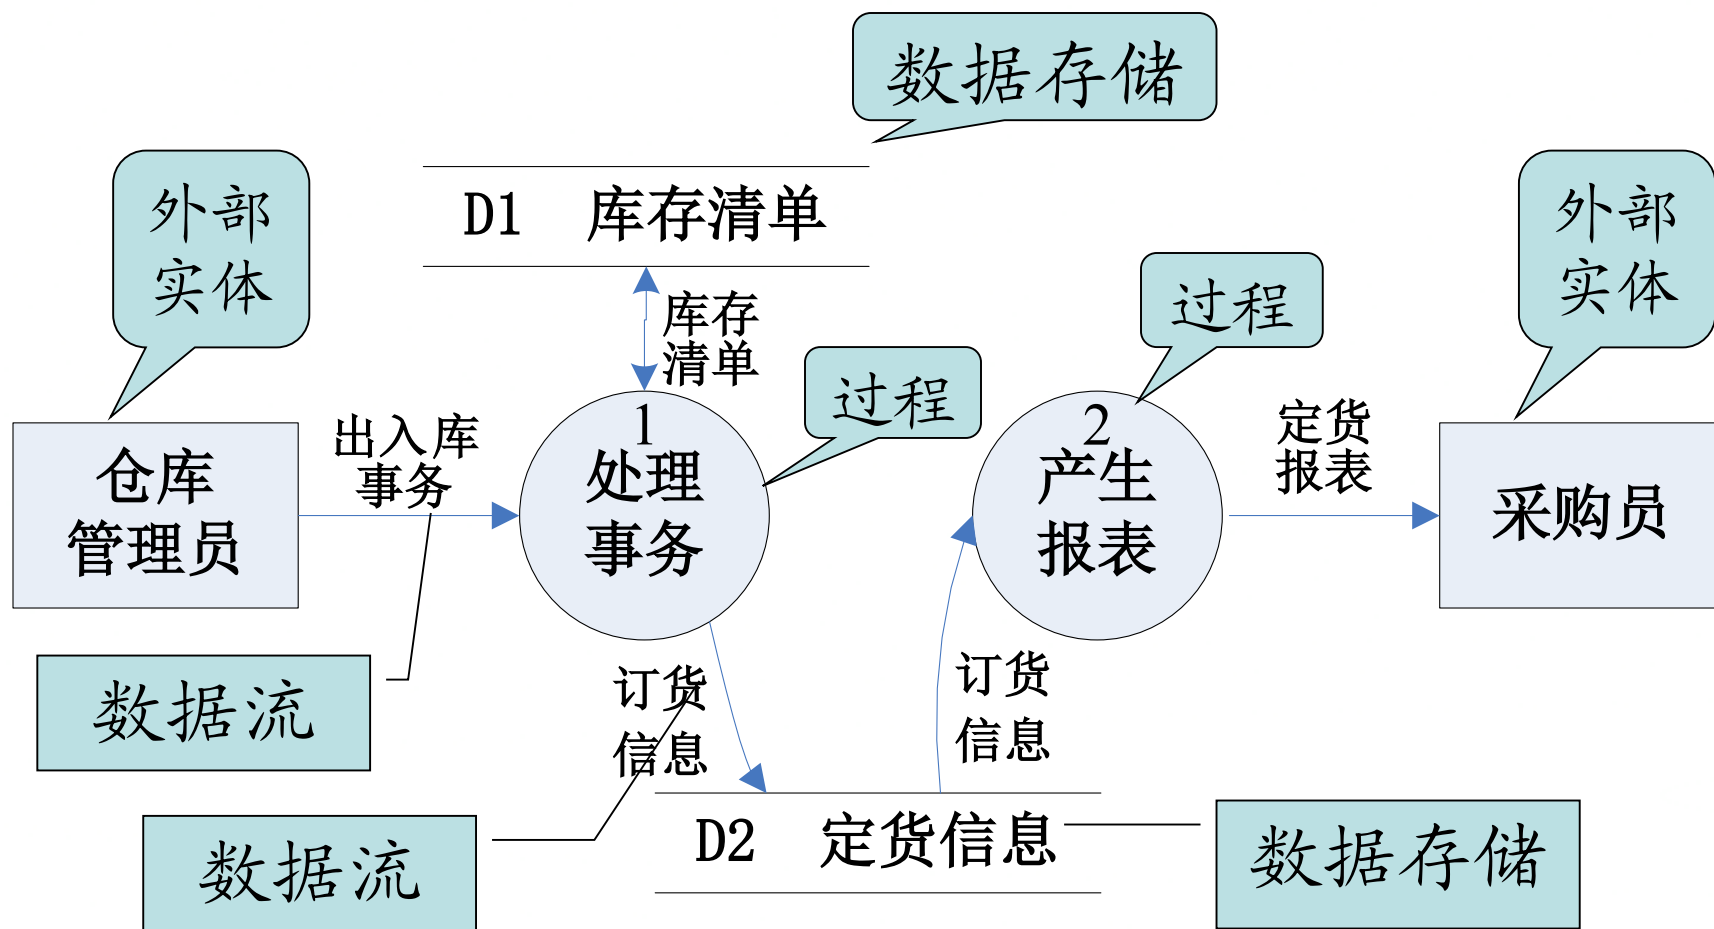 数据存储
外部
实体
D1 库存清单
外部
实体
过程
库存
清单
过程
出入库
事务
1
处理
事务
2
产生
报表
定货
报表
仓库
管理员
采购员
数据流
订货
信息
订货
信息
D2 定货信息
数据流
数据存储